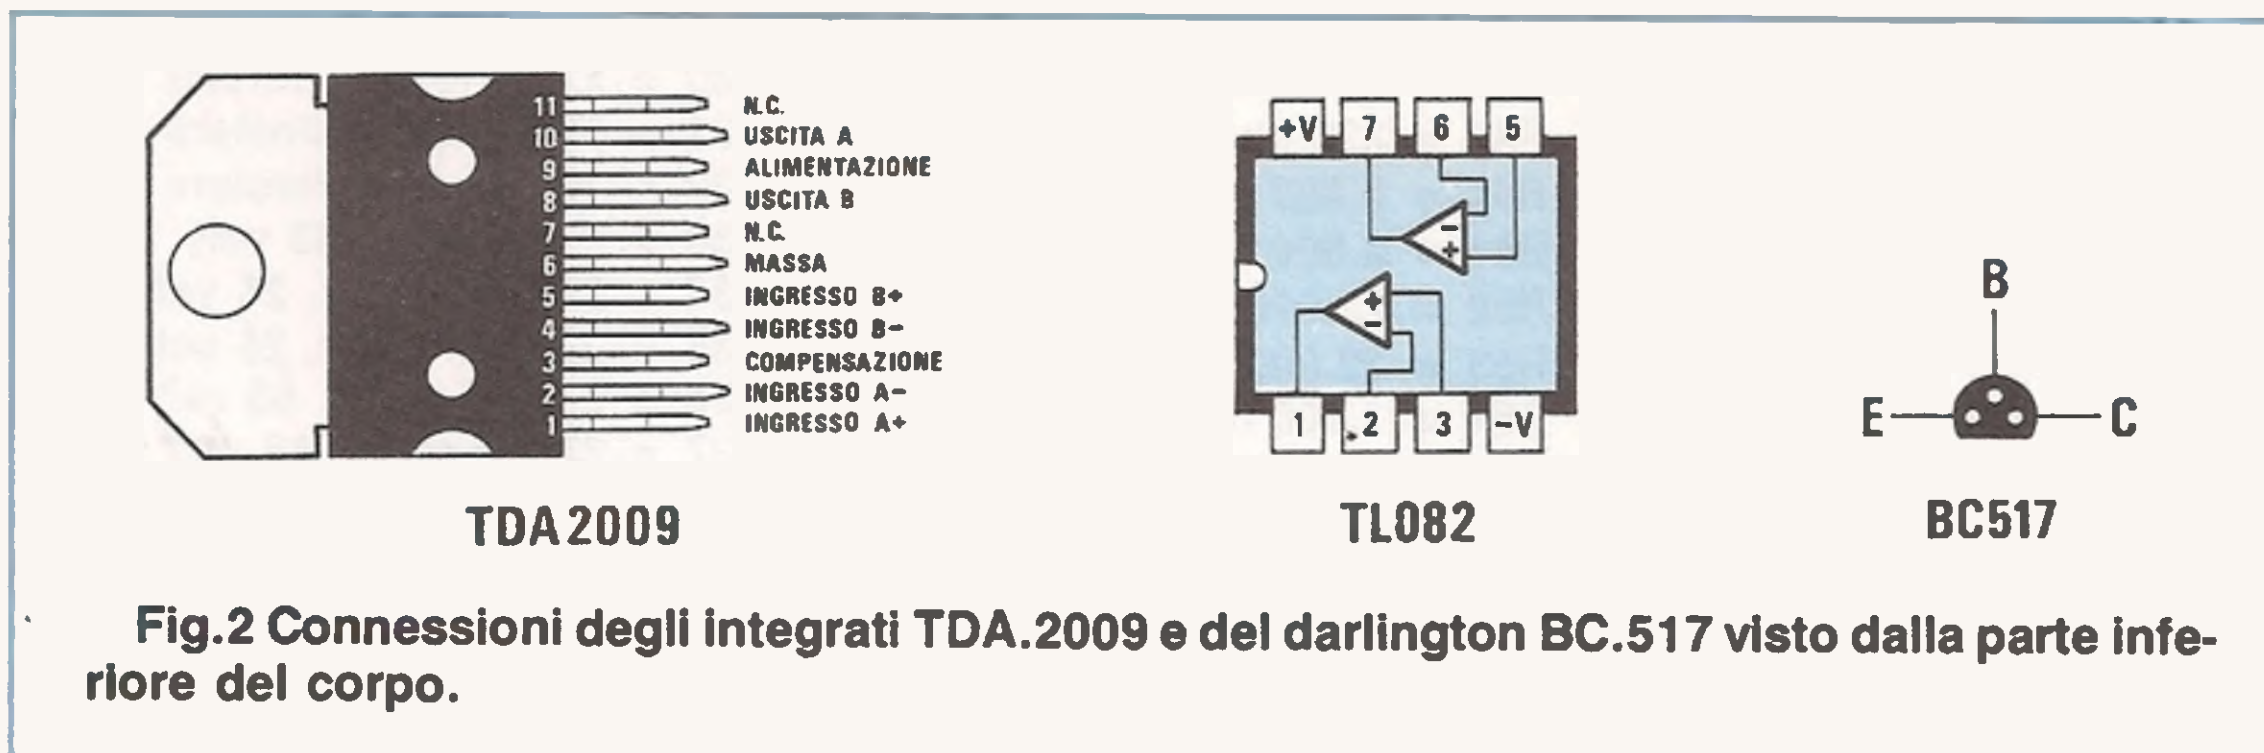 11 N.C.
10 USCITA A
9 ALIMENTAZIONE
8 USCITA B
7 N.C.
6 MASSA
5 INGRESSO B+
4 INGRESSO B-
3 COMPENSAZIONE
2 INGRESSO A-
1 INGRESSO A+
TDA2009
+V 7 6 5
-
+
+
-
1 2 3 -V
TL082
B
E C
BC517
Fig.2 Connessioni degli integrati TDA.2009 e del darlington BC.517 visto dalla parte infe-
riore del corpo.